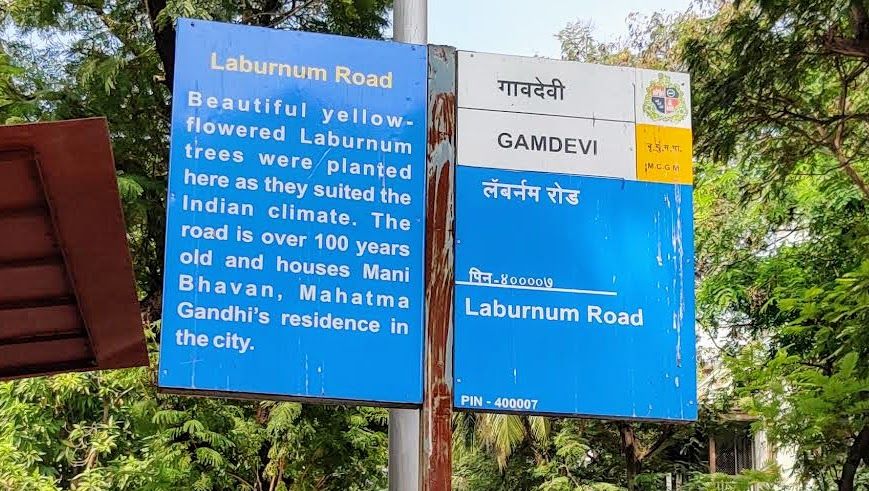 Laburnum Road
Beautiful yellow-
flowered Laburnum
trees were planted
here as they suited the
Indian climate. The
road is over 100 years
old and houses Mani
Bhavan, Mahatma
Gandhi's residence in
the city.
गावदेवी
GAMDEVI
बृ.मुं.म.पा.
M.C.G.M
लॅबर्नम रोड
पिन-४००००७
Laburnum Road
PIN - 400007